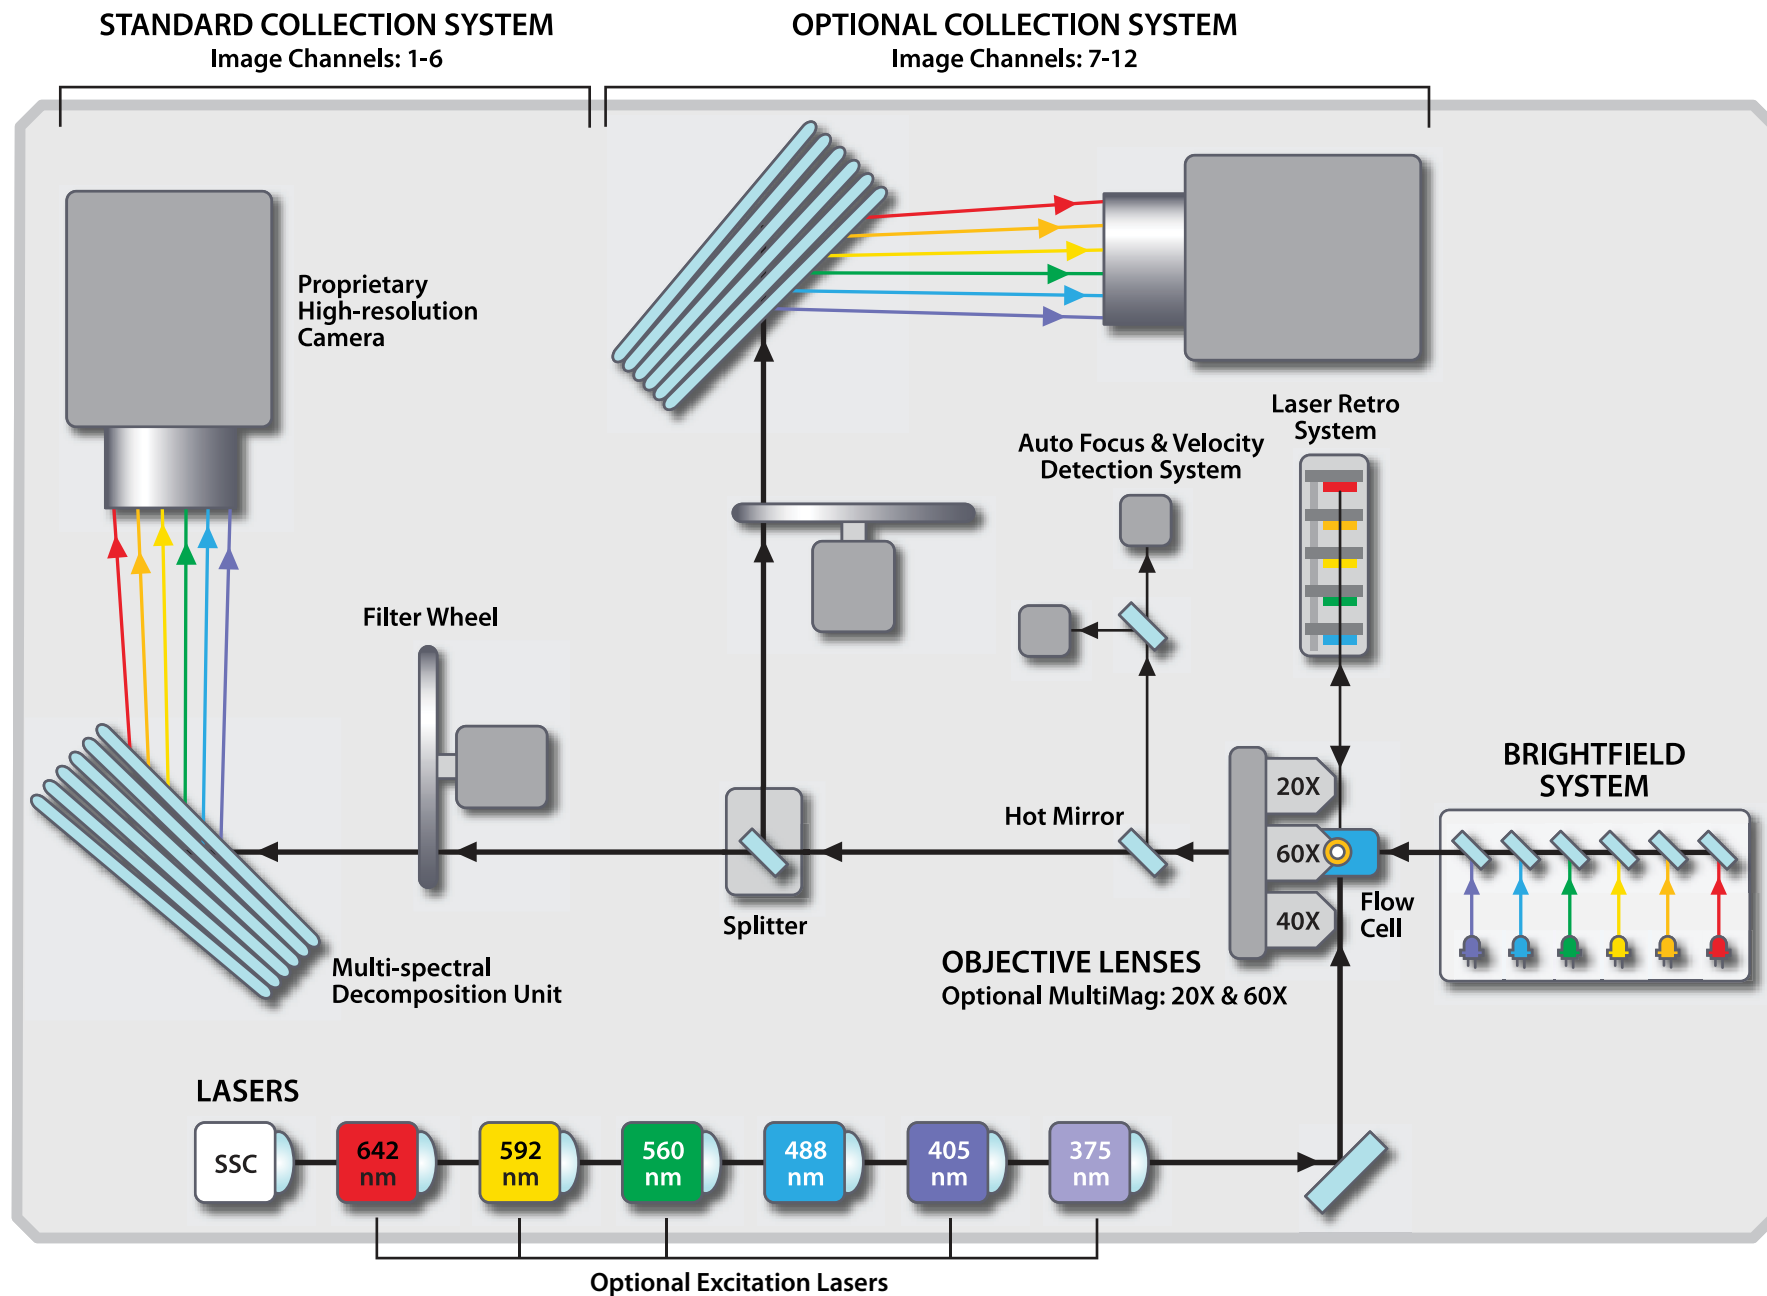 STANDARD COLLECTION SYSTEM
Image Channels: 1-6
OPTIONAL COLLECTION SYSTEM
Image Channels: 7-12
Proprietary
High-resolution
Camera
Laser Retro
System
Auto Focus & Velocity
Detection System
Filter Wheel
BRIGHTFIELD
SYSTEM
20X
Hot Mirror
60X
Flow
Cell
40X
Splitter
OBJECTIVE LENSES
Optional MultiMag: 20X & 60X
Multi-spectral
Decomposition Unit
LASERS
SSC
642
nm
592
nm
560
nm
488
nm
405
nm
375
nm
Optional Excitation Lasers